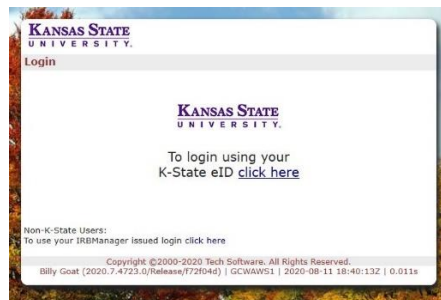 KANSAS STATE
UNIVERSITY.
Login
KANSAS STATE
UNIVERSITY.
To login using your
K-State eID click here
Non-K-State Users:
To use your IRBManager issued login click here
Copyright ©2000-2020 Tech Software. All Rights Reserved.
Billy Goat (2020.7.4723.0/Release/f72f04d) | GCWAWS1 | 2020-08-11 18:40:13Z | 0.011s